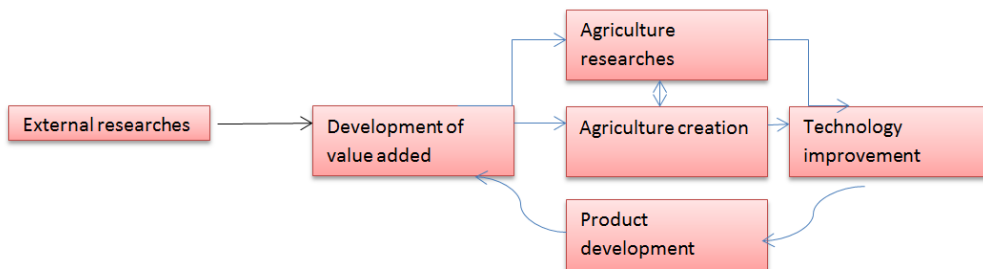 External researches
Development of
value added
Agriculture
researches
Agriculture creation
Technology
improvement
Product
development